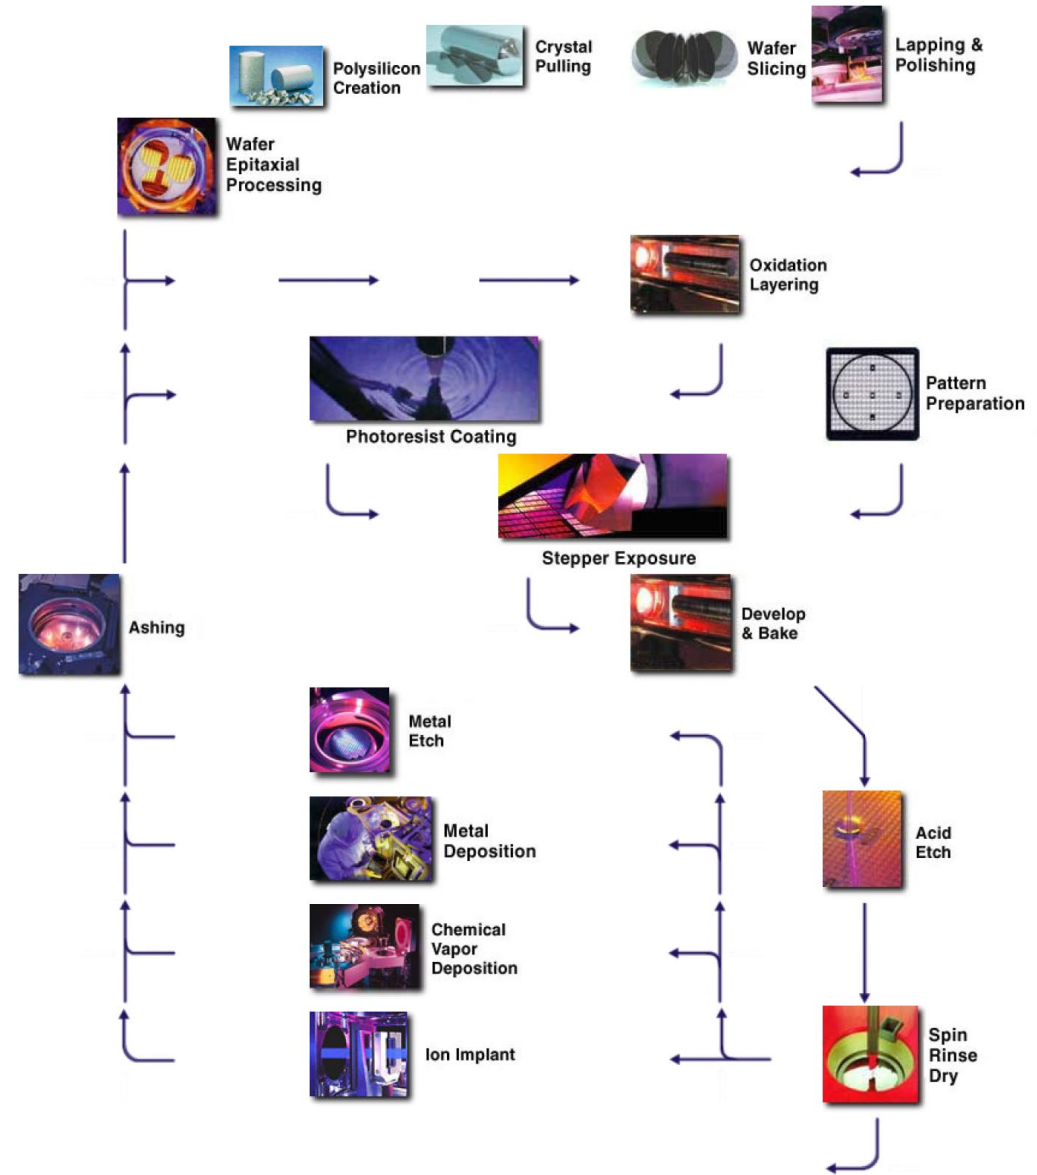 Polysilicon
Creation
Crystal
Pulling
Wafer
Slicing
Lapping &
Polishing
Wafer
Epitaxial
Processing
Oxidation
Layering
Photoresist Coating
Pattern
Preparation
Stepper Exposure
Ashing
Develop
& Bake
Metal
Etch
Metal
Deposition
Acid
Etch
Chemical
Vapor
Deposition
Ion Implant
Spin
Rinse
Dry